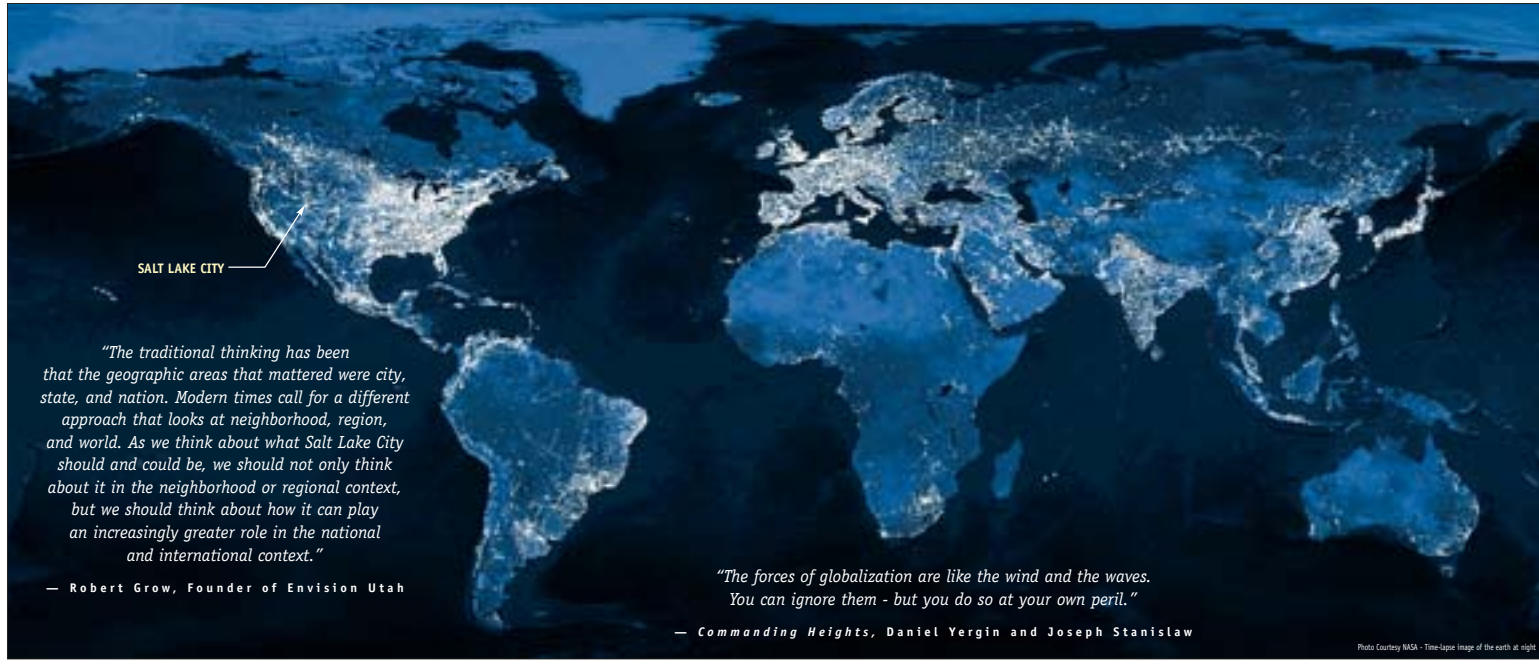 SALT LAKE CITY
“The traditional thinking has been
that the geographic areas that mattered were city,
state, and nation. Modern times call for a different
approach that looks at neighborhood, region,
and world. As we think about what Salt Lake City
should and could be, we should not only think
about it in the neighborhood or regional context,
but we should think about how it can play
an increasingly greater role in the national
and international context.”
— Robert Grow, Founder of Envision Utah
“The forces of globalization are like the wind and the waves.
You can ignore them - but you do so at your own peril.”
— Commanding Heights, Daniel Yergin and Joseph Stanislaw
Photo Courtesy NASA - Time-lapse image of the earth at night